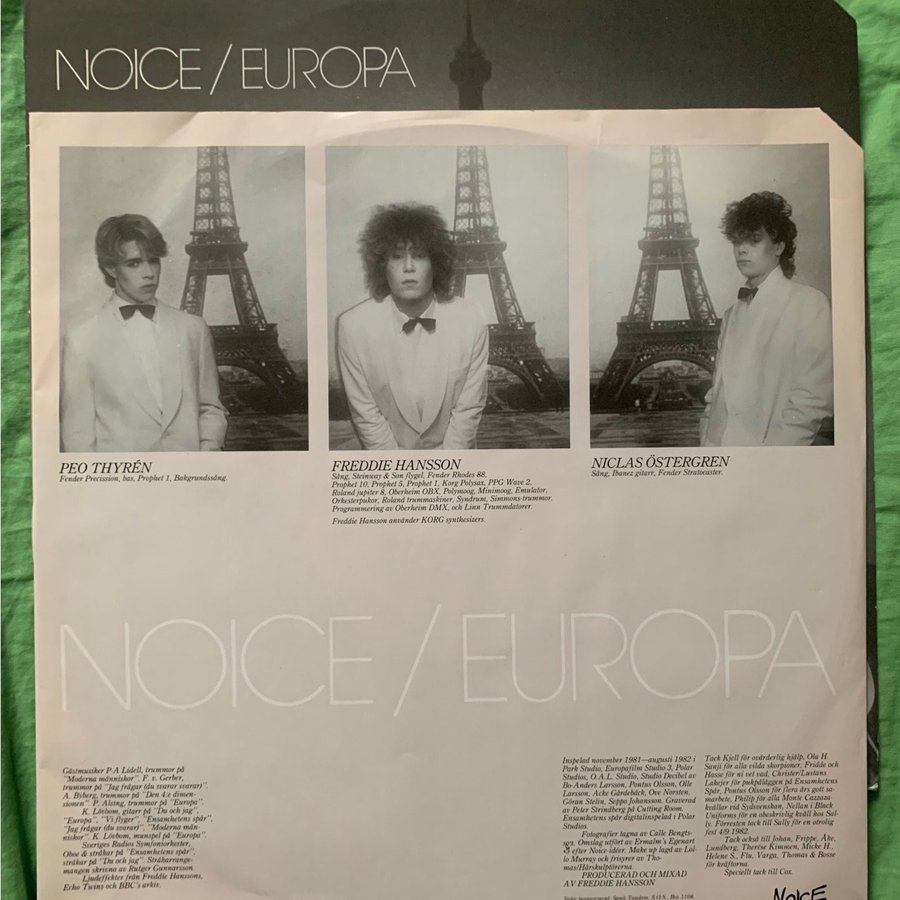 NOICE / EUROPA
PEO THYRÉN
Fender Precission, bas, Prophet 1, Bakgrundssång.
FREDDIE HANSSON
Sång, Steinway & Son flygel, Fender Rhodes 88,
Prophet 10, Prophet 5, Prophet 1, Korg Polysax, PPG Wave 2,
Roland jupiter 8, Oberheim OBX, Polymoog, Minimoog, Emulator,
Orkesterpukor, Roland trummaskiner, Syndrum, Simmons-trummor.
Programmering av Oberheim DMX, och Linn Trummdatorer.
Freddie Hansson använder KORG synthesizers.
NICLAS ÖSTERGREN
Sång, Ibanez gitarr, Fender Stratocaster.
NOICE / EUROPA
Gästmusiker P-A Lidell, trummor på
"Moderna människor". F. v. Gerber,
trummor på "Jag frågar (du svarar svarar)".
A. Byberg, trummor på "Den 4:e dimen-
sionen". P. Alsing, trummor på "Europa".
K. Lövbom, gitarr på "Du och jag",
"Europa", "Vi flyger", "Ensamhetens spår",
"Jag frågar (du svarar)", "Moderna män-
niskor". K. Lövbom, munspel på "Europa".
Sveriges Radios Symfoniorkester,
Oboe & stråkar på "Ensamhetens spår",
stråkar på "Du och jag". Stråkarrange-
mangen skrivna av Rutger Gunnarsson
Ljudeffekter från Freddie Hanssons,
Echo Twins och BBC's arkiv.
Inspelad november 1981—augusti 1982 i
Park Studio, Europafilm Studio 3, Polar
Studios, O.A.L. Studio, Studio Decibel av
Bo-Anders Larsson, Pontus Olsson, Olle
Larsson, Acke Gårdebäck, Ove Norsten,
Göran Stelin, Seppo Johansson. Graverad
av Peter Strindberg på Cutting Room.
Ensamhetens spår digitalinspelad i Polar
Studios.
Fotografier tagna av Calle Bengts-
son. Omslag utfört av Ermalm's Egenart
efter Noice-idéer. Make up lagd av Lol-
lo Murray och frisyrer av Tho-
mas/Hårskulptörerna.
PRODUCERAD OCH MIXAD
AV FREDDIE HANSSON
Noice management: Sanji Tandem, S.O.S., Box 1108,
Tack Kjell för ovärderlig hjälp, Ola H.
Sanji för alla vilda skorpioner, Fridde och
Hasse för ni vet vad, Christer/Lustans
Lakejer för pukpåläggen på Ensamhetens
Spår, Pontus Olsson för flera års gott sa-
marbete, Philip för alla Monte Cazazza-
kvällar vid Sydsvenskan, Nellan i Black
Uniforms för en obeskrivlig kväll hos Sal-
ly. Förresten tack till Sally för en otrolig
fest 4/9 1982.
Tack också till Johan, Frippe, Åke,
Lundberg, Therése Kimmen, Micke H.,
Helene S., Flu, Varga, Thomas & Bosse
för kräftorna.
Speciellt tack till Cox.
NOICE